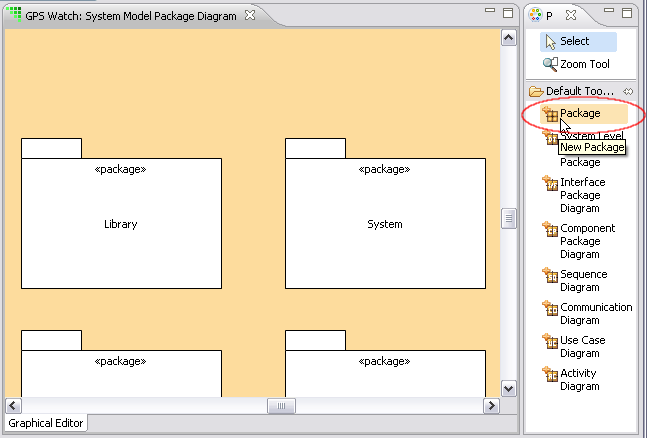 GPS Watch: System Model Package Diagram
P
Select
Zoom Tool
Default Too...
Package
System Level
New Package
Package
Interface
Package
Diagram
Component
Package
Diagram
Sequence
Diagram
Communication
Diagram
Use Case
Diagram
Activity
Diagram
«package»
Library
«package»
System
«package»
«package»
Graphical Editor